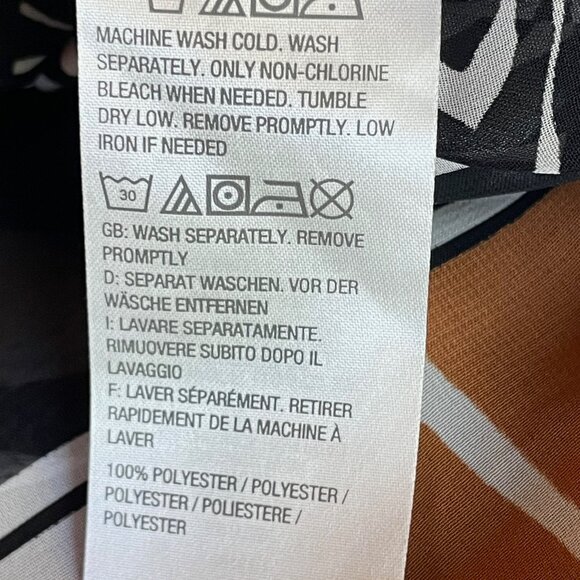 MACHINE WASH COLD. WASH
SEPARATELY. ONLY NON-CHLORINE
BLEACH WHEN NEEDED. TUMBLE
DRY LOW. REMOVE PROMPTLY. LOW
IRON IF NEEDED
30
GB: WASH SEPARATELY. REMOVE
PROMPTLY
D: SEPARAT WASCHEN. VOR DER
WÄSCHE ENTFERNEN
I: LAVARE SEPARATAMENTE.
RIMUOVERE SUBITO DOPO IL
LAVAGGIO
F: LAVER SÉPARÉMENT. RETIRER
RAPIDEMENT DE LA MACHINE À
LAVER
100% POLYESTER / POLYESTER /
POLYESTER / POLIESTERE /
POLYESTER